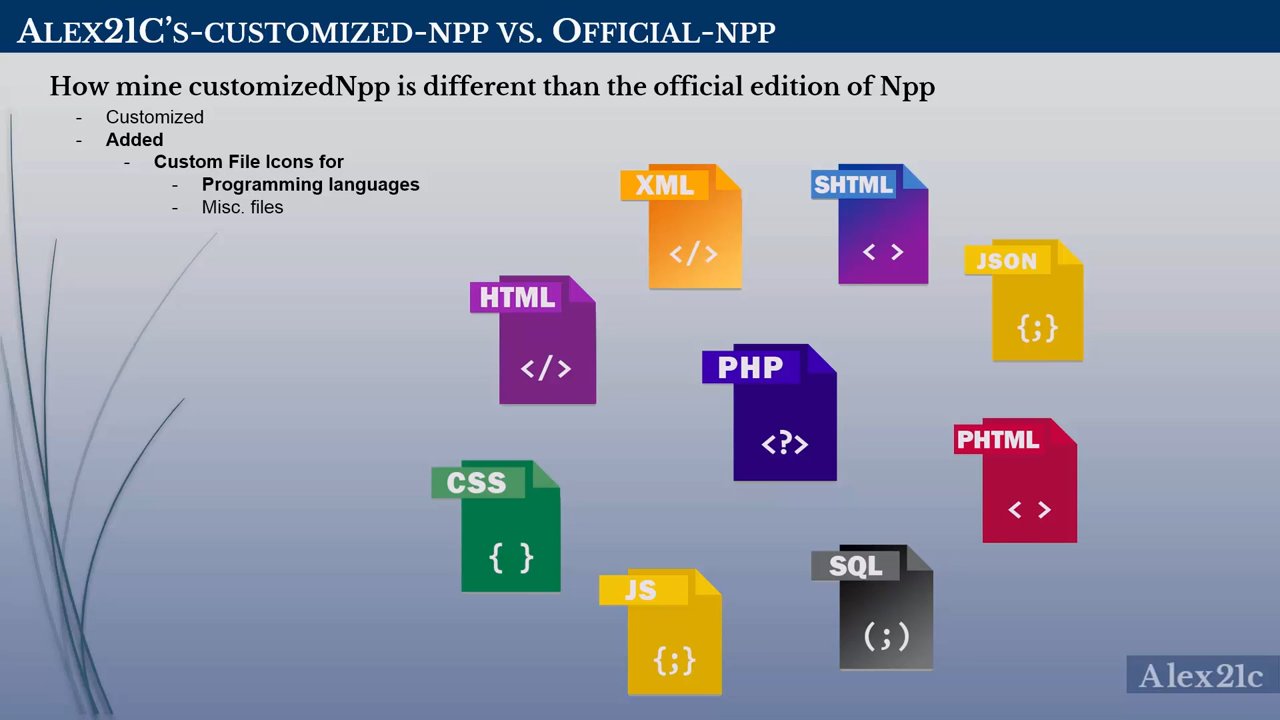 ALEX21C'S-CUSTOMIZED-NPP VS. OFFICIAL-NPP
How mine customizedNpp is different than the official edition of Npp
- Customized
- Added
- Custom File Icons for
- Programming languages
- Misc. files
XML
</>
SHTML
< >
JSON
{;}
HTML
</>
PHP
<?>
PHTML
< >
CSS
{ }
JS
{;}
SQL
(;)
Alex21c